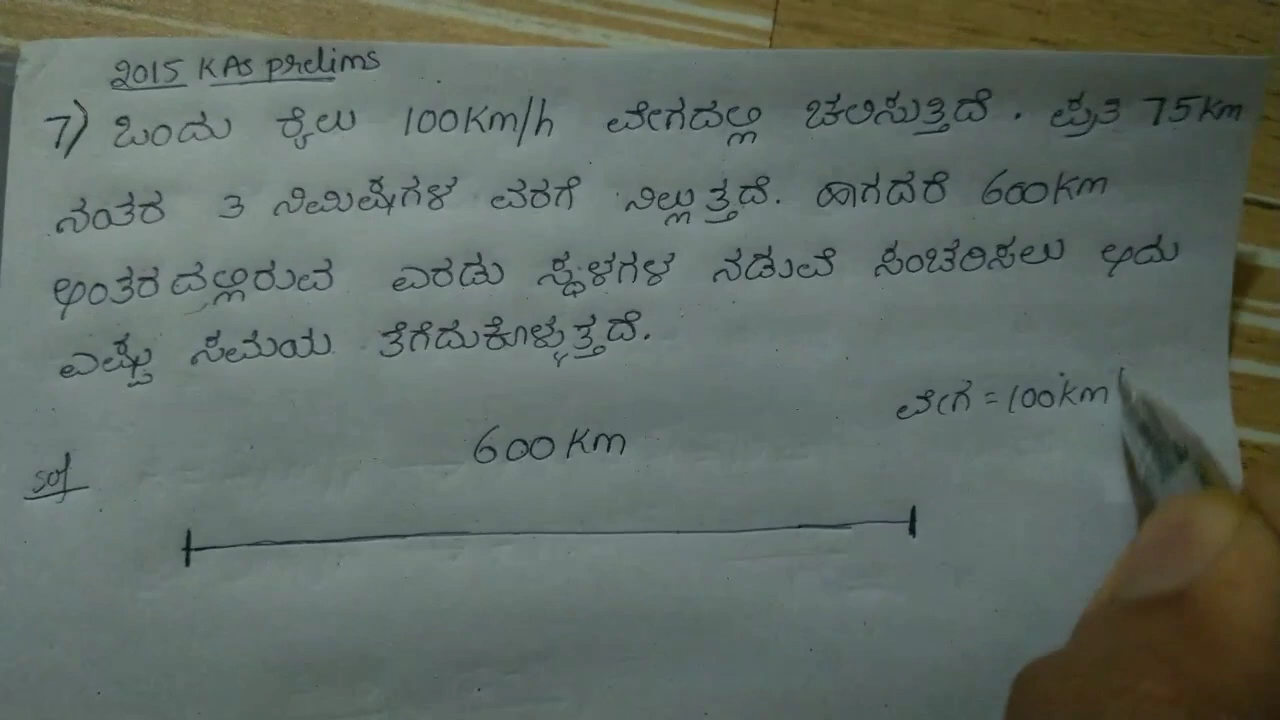 2015 KAS prelims
7) ಒಂದು ರೈಲು 100Km/h ವೇಗದಲ್ಲಿ ಚಲಿಸುತ್ತಿದೆ. ಪ್ರತಿ 75km
ನಂತರ 3 ನಿಮಿಷಗಳ ವರಗೆ ನಿಲ್ಲುತ್ತದೆ. ಹಾಗದರೆ 600km
ಅಂತರದಲ್ಲಿರುವ ಎರಡು ಸ್ಥಳಗಳ ನಡುವೆ ಸಂಚರಿಸಲು ಅದು
ಎಷ್ಟು ಸಮಯ ತೆಗೆದುಕೊಳ್ಳುತ್ತದೆ.
ವೇಗ = 100km
600 Km
sol